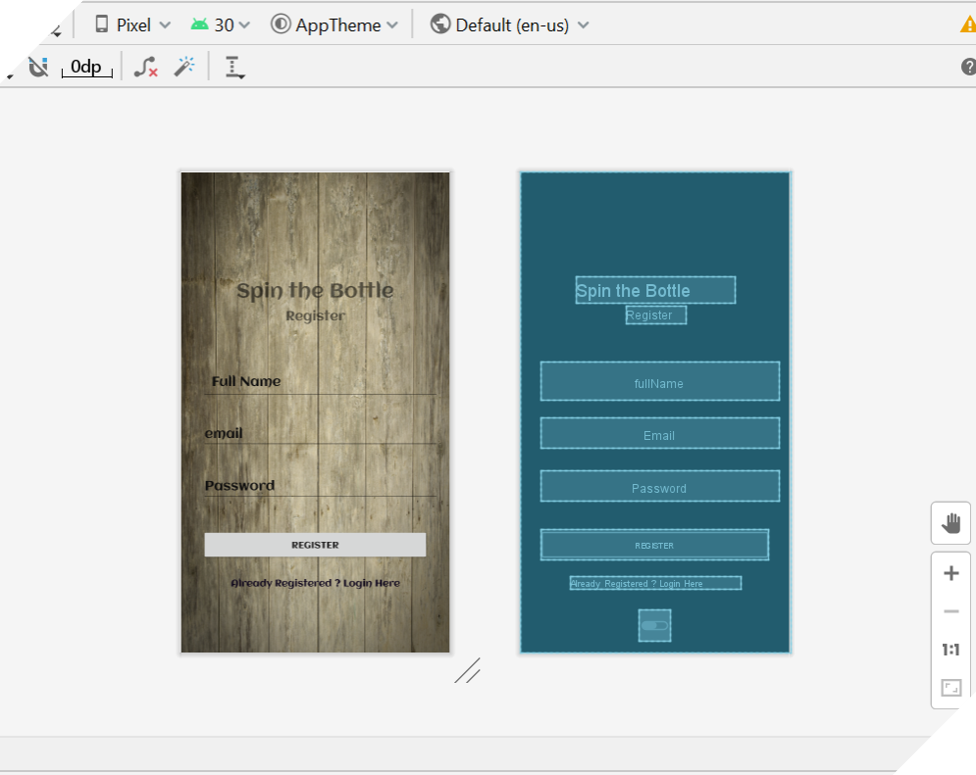 Pixel 30 AppTheme Default (en-us)
0dp
Spin the Bottle
Register
Full Name
email
Password
REGISTER
Already Registered ? Login Here
Spin the Bottle
Register
fullName
Email
Password
REGISTER
Already Registered ? Login Here
1:1